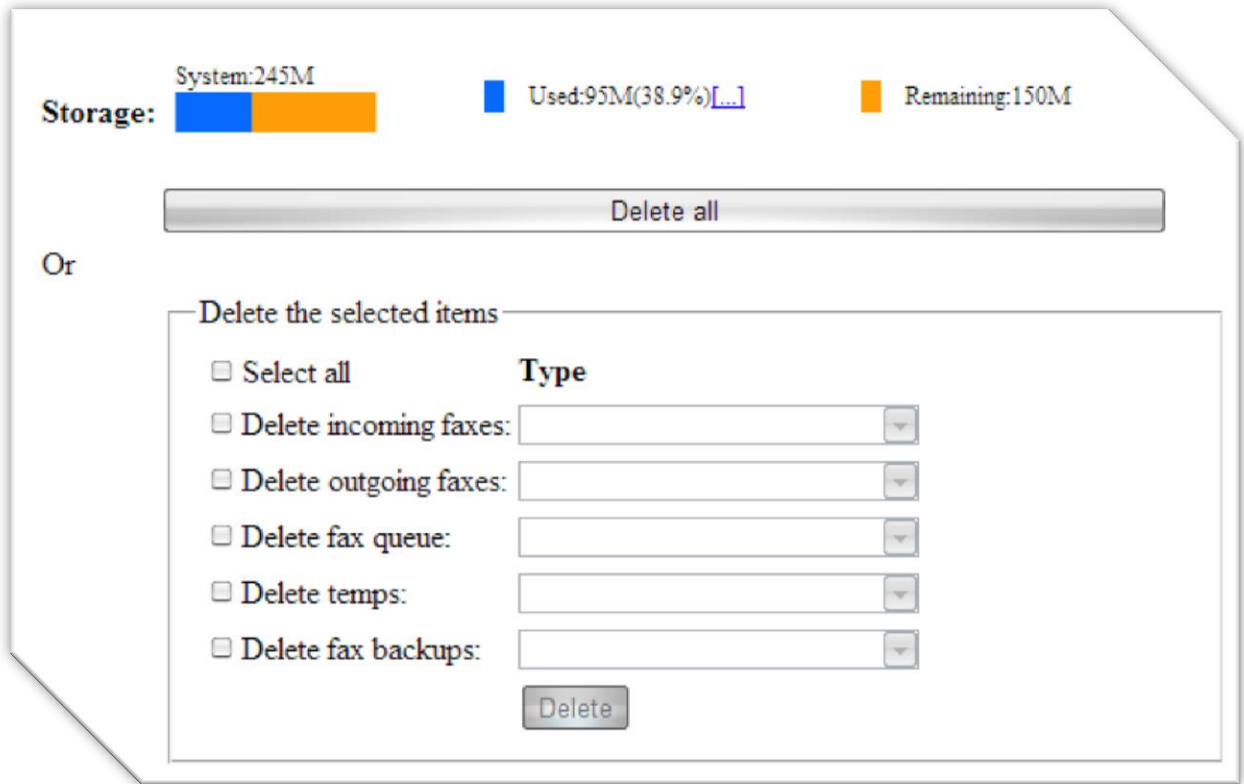 System:245M
Storage:
Used:95M(38.9%)[...]
Remaining:150M
Delete all
Or
Delete the selected items
Select all Type
Delete incoming faxes:
Delete outgoing faxes:
Delete fax queue:
Delete temps:
Delete fax backups:
Delete